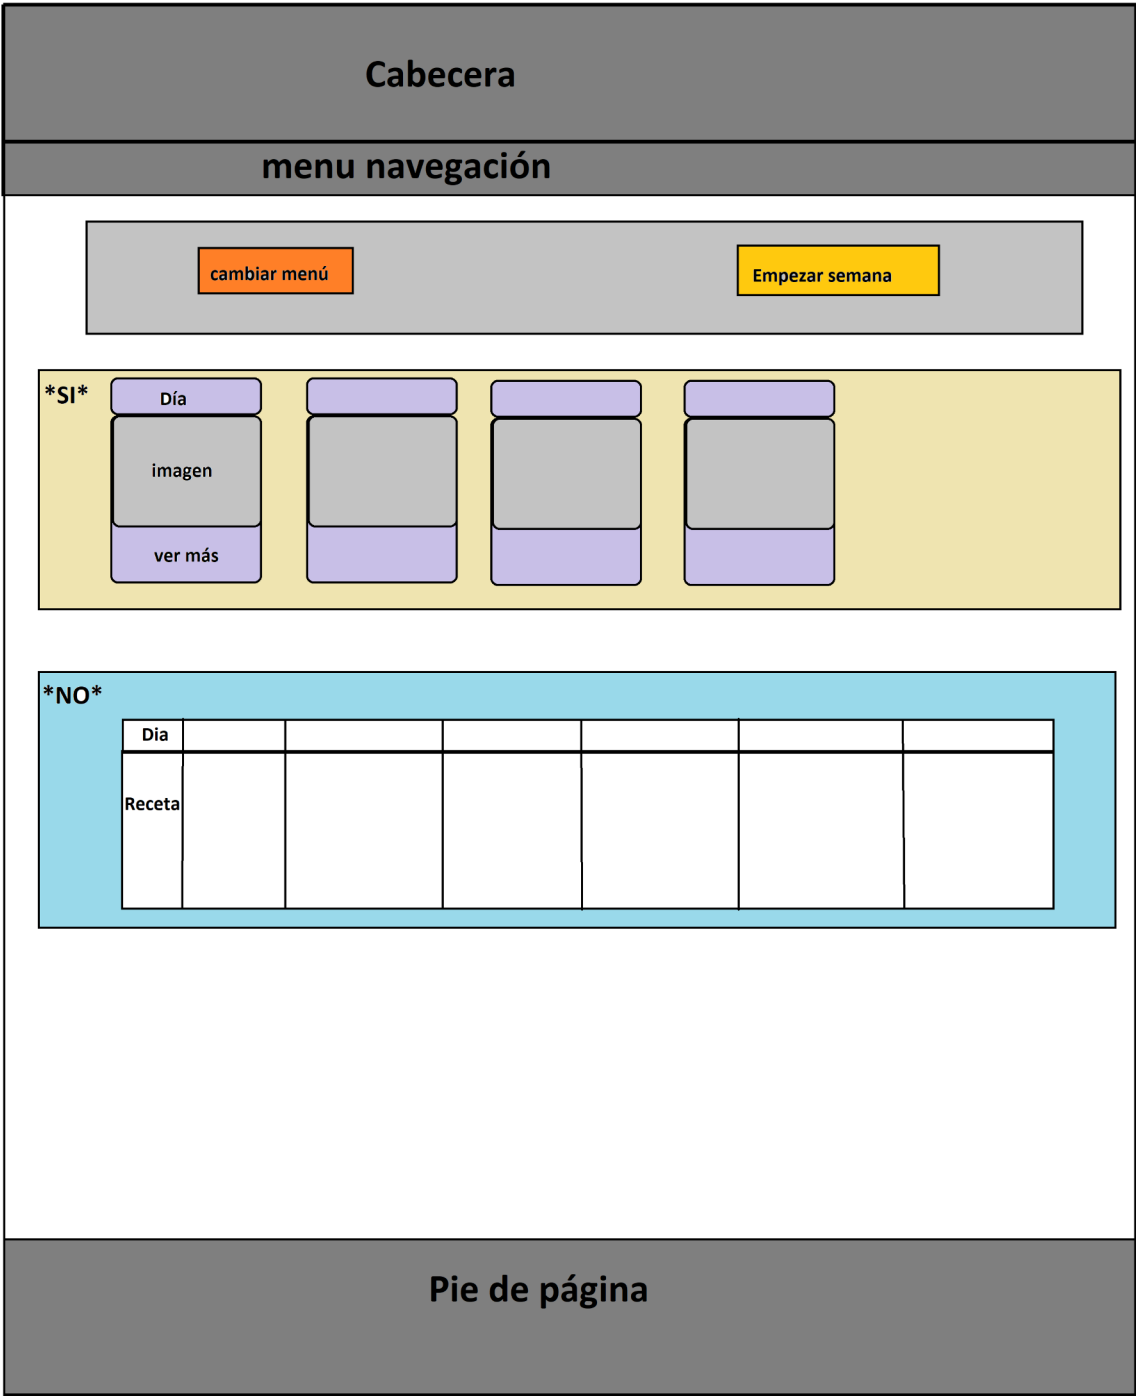 Cabecera
menu navegación
cambiar menú
Empezar semana
*SI*
Día
imagen
ver más
*NO*
Dia
Receta
Pie de página